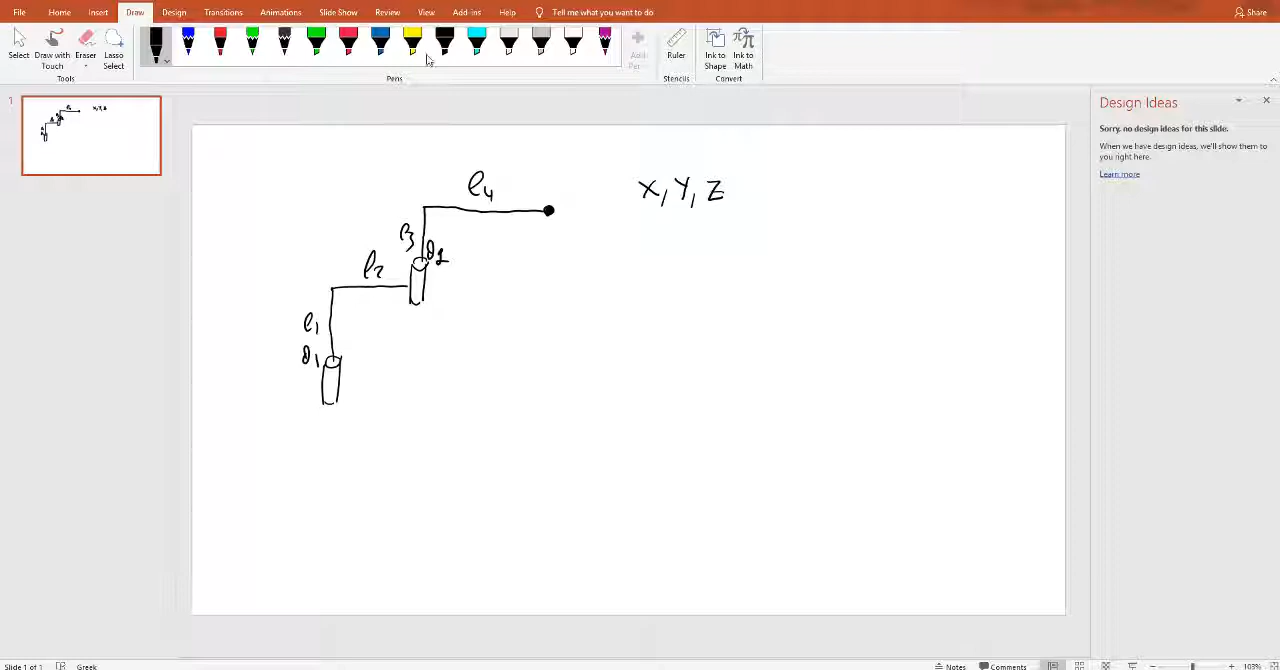 File Home Insert Draw Design Transitions Animations Slide Show Review View Add-ins Help Tell me what you want to do Share
Select Draw with Touch Eraser Lasso Select Ruler Ink to Shape Ink to Math
Tools Pens Stencils Convert
1
Design Ideas
Sorry, no design ideas for this slide.
When we have design ideas, we'll show them to
you right here.
Learn more
ℓ4
X, Y, Z
ℓ3
θ2
ℓ2
ℓ1
θ1
Slide 1 of 1 Greek Notes Comments 103%